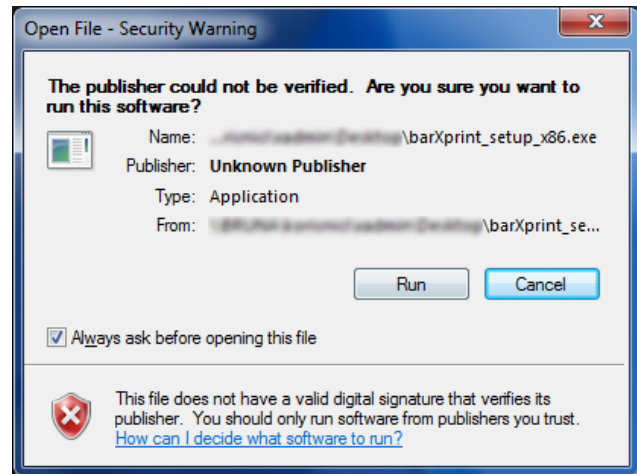 Open File - Security Warning
The publisher could not be verified.  Are you sure you want to
run this software?
Name: \barXprint_setup_x86.exe
Publisher: Unknown Publisher
Type: Application
From: \barXprint_se...
Run Cancel
Always ask before opening this file
This file does not have a valid digital signature that verifies its
publisher.  You should only run software from publishers you trust.
How can I decide what software to run?